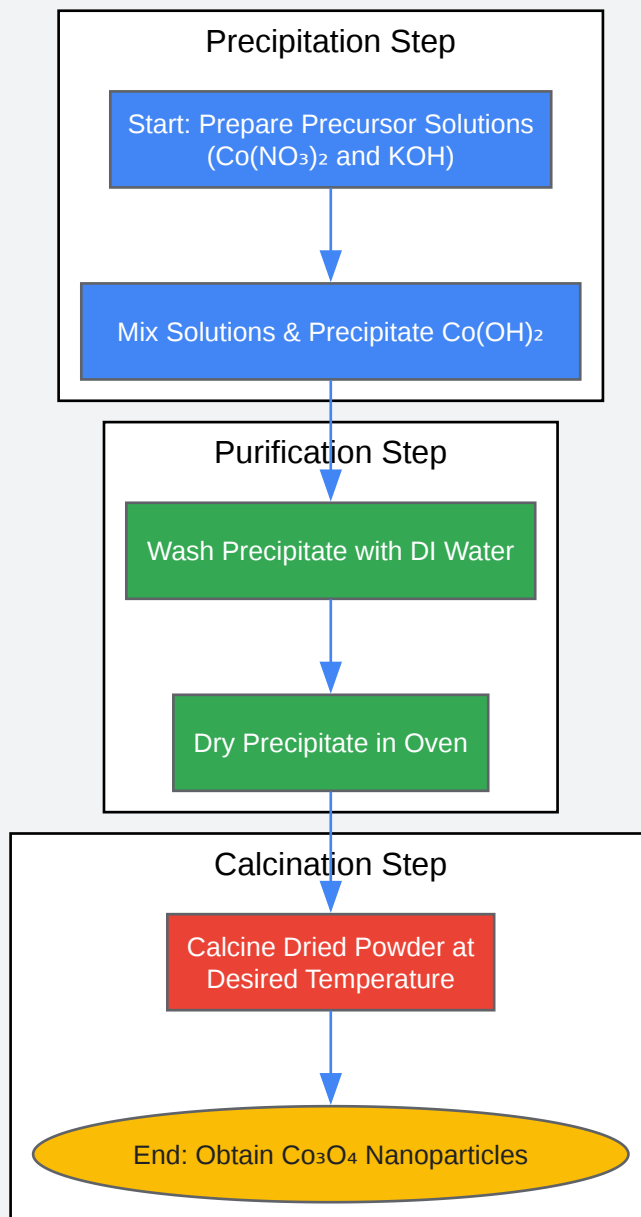 Precipitation Step
Start: Prepare Precursor Solutions
(Co(NO₃)₂ and KOH)
Mix Solutions & Precipitate Co(OH)₂
Purification Step
Wash Precipitate with DI Water
Dry Precipitate in Oven
Calcination Step
Calcine Dried Powder at
Desired Temperature
End: Obtain Co₃O₄ Nanoparticles